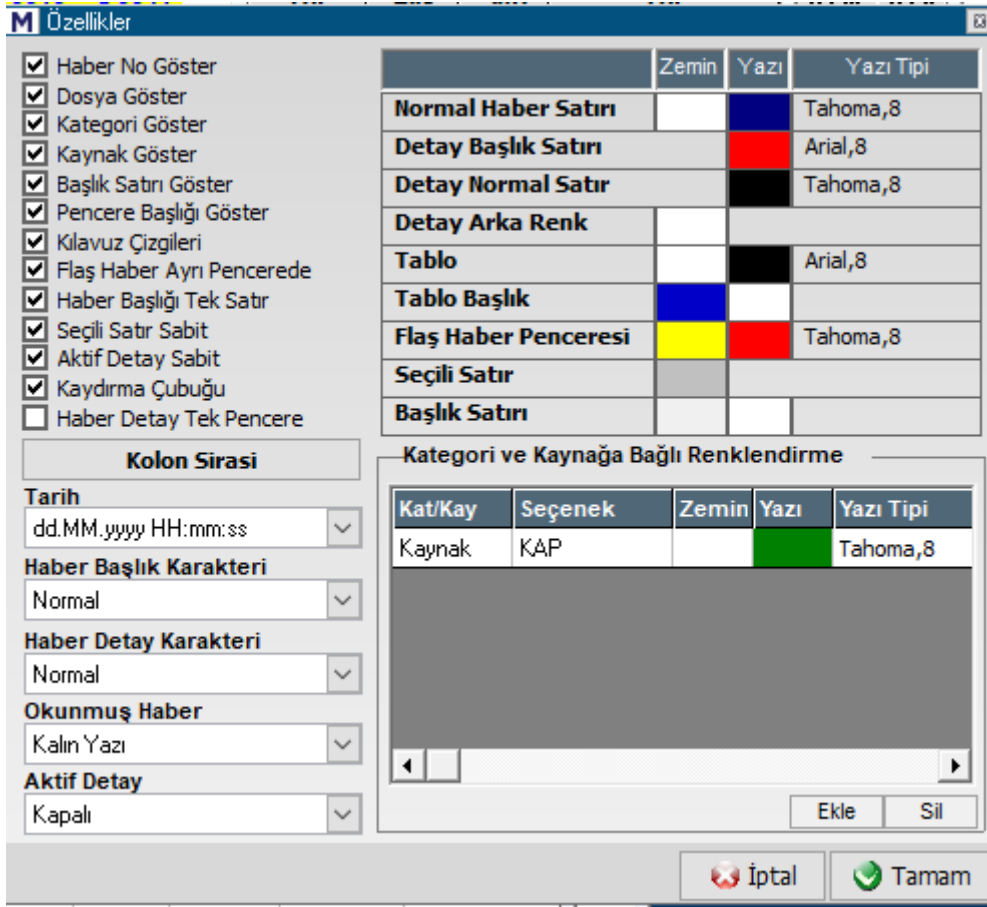 M Özellikler
Haber No Göster
Dosya Göster
Kategori Göster
Kaynak Göster
Başlık Satırı Göster
Pencere Başlığı Göster
Kılavuz Çizgileri
Flaş Haber Ayrı Pencerede
Haber Başlığı Tek Satır
Seçili Satır Sabit
Aktif Detay Sabit
Kaydırma Çubuğu
Haber Detay Tek Pencere
Kolon Sirasi
Tarih
dd.MM.yyyy HH:mm:ss
Haber Başlık Karakteri
Normal
Haber Detay Karakteri
Normal
Okunmuş Haber
Kalın Yazı
Aktif Detay
Kapalı
Zemin Yazı Yazı Tipi
Normal Haber Satırı Tahoma,8
Detay Başlık Satırı Arial,8
Detay Normal Satır Tahoma,8
Detay Arka Renk
Tablo Arial,8
Tablo Başlık
Flaş Haber Penceresi Tahoma,8
Seçili Satır
Başlık Satırı
Kategori ve Kaynağa Bağlı Renklendirme
Kat/Kay Seçenek Zemin Yazı Yazı Tipi
Kaynak KAP Tahoma,8
Ekle Sil
İptal Tamam